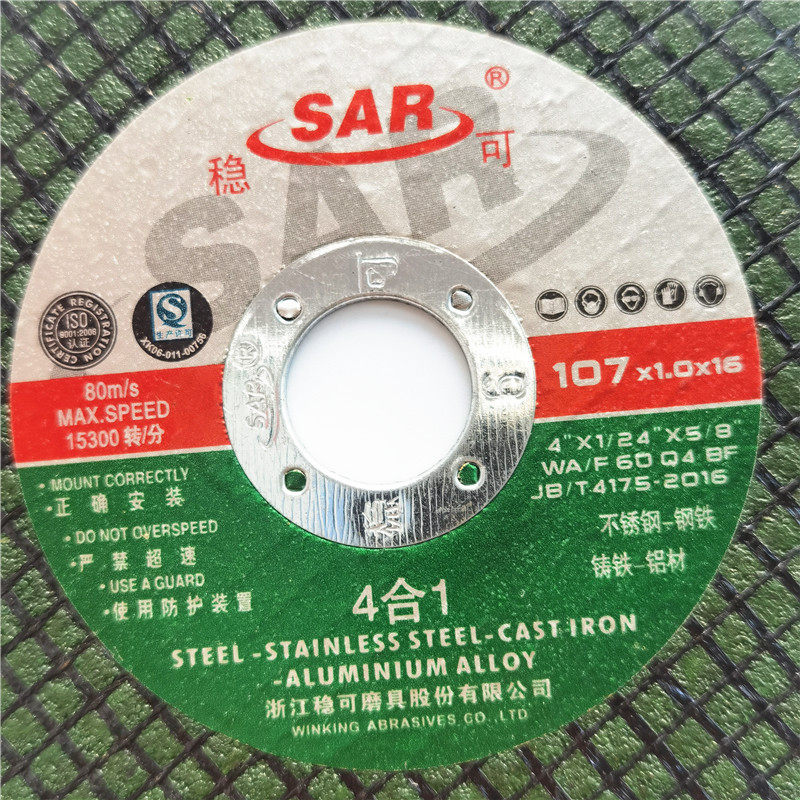 SAR®
稳 可
SAR
CERTIFICATE REGISTRATION
ISO
9001:2008
认证
QS
生产许可
XK06-011-00756
SAR®
80m/s
MAX.SPEED
15300 转/分
107x1.0x16
4"X1/24"X5/8"
WA/F 60 Q4 BF
JB/T4175-2016
不锈钢-钢铁
铸铁-铝材
• MOUNT CORRECTLY
• 正确安装
• DO NOT OVERSPEED
• 严禁超速
• USE A GUARD
• 使用防护装置
4合1
STEEL -STAINLESS STEEL-CAST IRON
-ALUMINIUM ALLOY
浙江稳可磨具股份有限公司
WINKING ABRASIVES CO., LTD